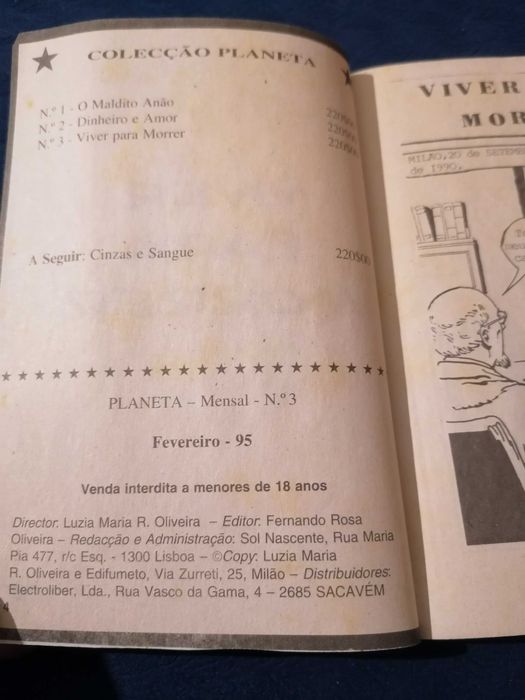 COLECÇÃO PLANETA
N.º 1 - O Maldito Anão 220$00
N.º 2 - Dinheiro e Amor 220$00
N.º 3 - Viver para Morrer 220$00
A Seguir: Cinzas e Sangue 220$00
PLANETA – Mensal - N.º 3
Fevereiro - 95
Venda interdita a menores de 18 anos
Director: Luzia Maria R. Oliveira – Editor: Fernando Rosa
Oliveira – Redacção e Administração: Sol Nascente, Rua Maria
Pia 477, r/c Esq. - 1300 Lisboa – ©Copy: Luzia Maria
R. Oliveira e Edifumeto, Via Zurreti, 25, Milão – Distribuidores:
Electroliber, Lda., Rua Vasco da Gama, 4 – 2685 SACAVÉM
4
VIVER
MOR
MILÃO, 20 de SETEM
de 1990.